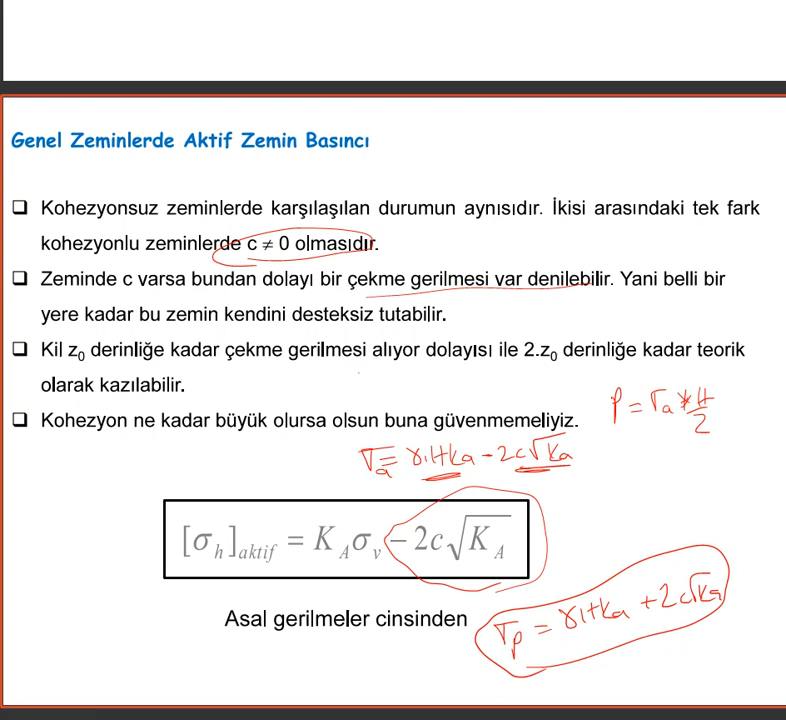 Genel Zeminlerde Aktif Zemin Basıncı
❑ Kohezyonsuz zeminlerde karşılaşılan durumun aynısıdır. İkisi arasındaki tek fark
kohezyonlu zeminlerde c ≠ 0 olmasıdır.
❑ Zeminde c varsa bundan dolayı bir çekme gerilmesi var denilebilir. Yani belli bir
yere kadar bu zemin kendini desteksiz tutabilir.
❑ Kil z₀ derinliğe kadar çekme gerilmesi alıyor dolayısı ile 2.z₀ derinliğe kadar teorik
olarak kazılabilir.
❑ Kohezyon ne kadar büyük olursa olsun buna güvenmemeliyiz.
P = σa * H/2
σa = γ.H.ka - 2c√ka
[σh]aktif = KAσv - 2c√KA
Asal gerilmeler cinsinden
σp = γHka + 2c√ka